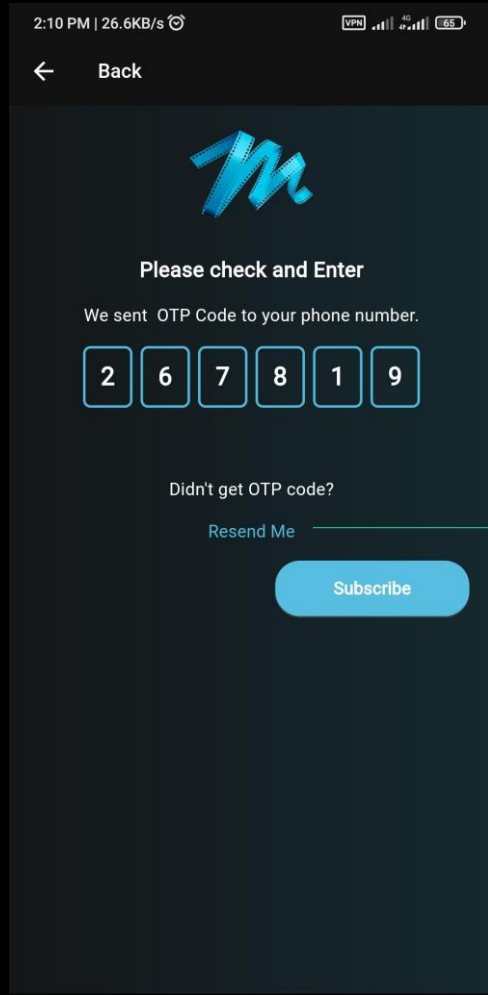 2:10 PM | 26.6KB/s VPN 4G 65
Back
Please check and Enter
We sent  OTP Code to your phone number.
2 6 7 8 1 9
Didn't get OTP code?
Resend Me
Subscribe